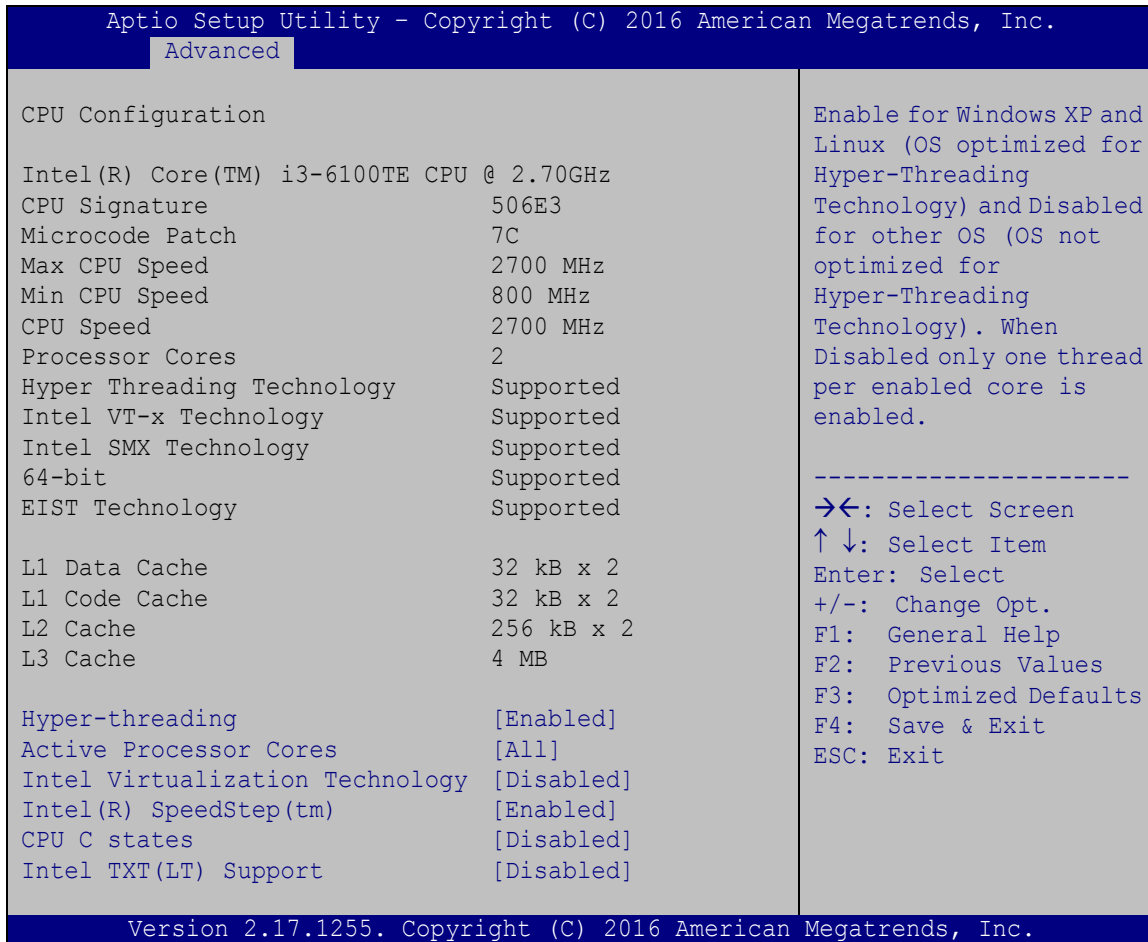 Aptio Setup Utility – Copyright (C) 2016 American Megatrends, Inc.
Advanced
CPU Configuration
Intel(R) Core(TM) i3-6100TE CPU @ 2.70GHz
CPU Signature 506E3
Microcode Patch 7C
Max CPU Speed 2700 MHz
Min CPU Speed 800 MHz
CPU Speed 2700 MHz
Processor Cores 2
Hyper Threading Technology Supported
Intel VT-x Technology Supported
Intel SMX Technology Supported
64-bit Supported
EIST Technology Supported
L1 Data Cache 32 kB x 2
L1 Code Cache 32 kB x 2
L2 Cache 256 kB x 2
L3 Cache 4 MB
Hyper-threading [Enabled]
Active Processor Cores [All]
Intel Virtualization Technology [Disabled]
Intel(R) SpeedStep(tm) [Enabled]
CPU C states [Disabled]
Intel TXT(LT) Support [Disabled]
Enable for Windows XP and
Linux (OS optimized for
Hyper-Threading
Technology) and Disabled
for other OS (OS not
optimized for
Hyper-Threading
Technology). When
Disabled only one thread
per enabled core is
enabled.
----------------------
→←: Select Screen
↑ ↓: Select Item
Enter: Select
+/-: Change Opt.
F1: General Help
F2: Previous Values
F3: Optimized Defaults
F4: Save & Exit
ESC: Exit
Version 2.17.1255. Copyright (C) 2016 American Megatrends, Inc.